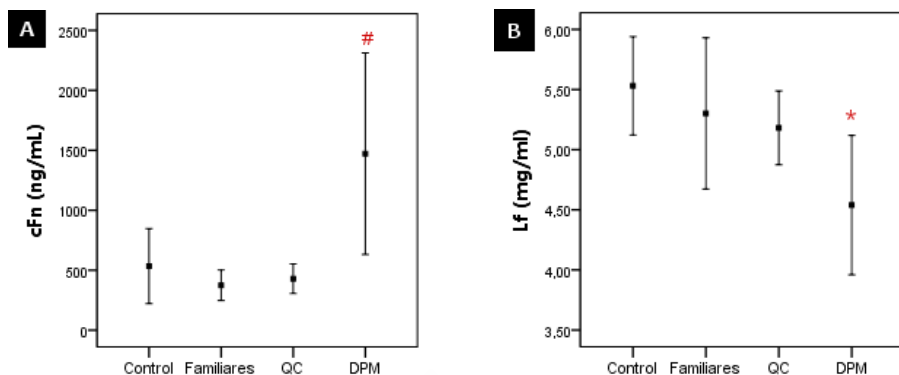 A
cFn (ng/mL)
2500
2000
1500
1000
500
0
#
Control Familiares QC DPM
B
Lf (mg/ml)
6,00
5,50
5,00
4,50
4,00
3,50
*
Control Familiares QC DPM